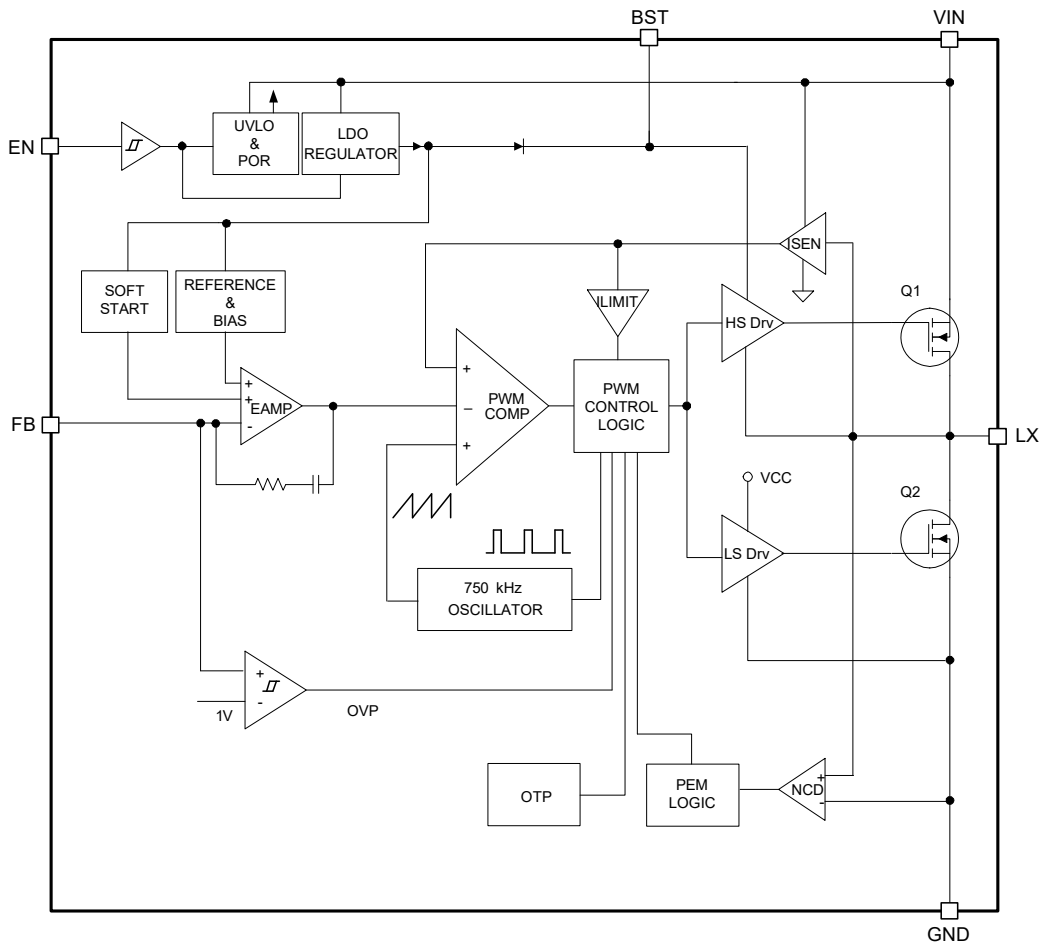 BST
VIN
EN
UVLO
&
POR
LDO
REGULATOR
ISEN
SOFT
START
REFERENCE
&
BIAS
ILIMIT
Q1
HS Drv
+
+
-
EAMP
+
−
+
PWM
COMP
PWM
CONTROL
LOGIC
FB
LX
VCC
Q2
LS Drv
750 kHz
OSCILLATOR
+
-
1V
OVP
OTP
PEM
LOGIC
NCD
+
-
GND